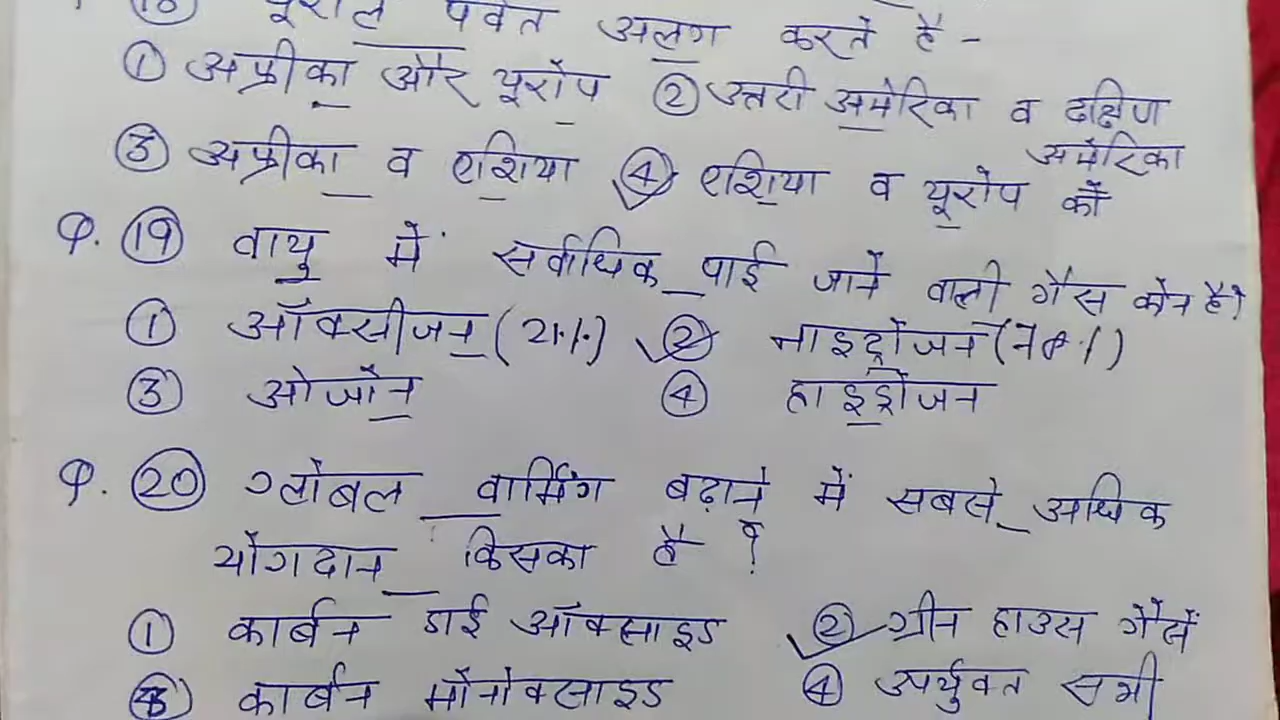 (18) यूराल पर्वत अलग करते है -
① अफ्रीका और यूरोप ② उत्तरी अमेरिका व दक्षिण
अमेरिका
③ अफ्रीका व एशिया ④ एशिया व यूरोप को
Q. (19) वायु में सर्वाधिक पाई जाने वाली गैस कौन है?
① ऑक्सीजन (21%) ② नाइट्रोजन (78%)
③ ओजोन ④ हाइड्रोजन
Q. (20) ग्लोबल वार्मिंग बढ़ाने में सबसे अधिक
योगदान किसका है ?
① कार्बन डाई ऑक्साइड ② ग्रीन हाउस गैसें
③ कार्बन मोनोक्साइड ④ उपर्युक्त सभी